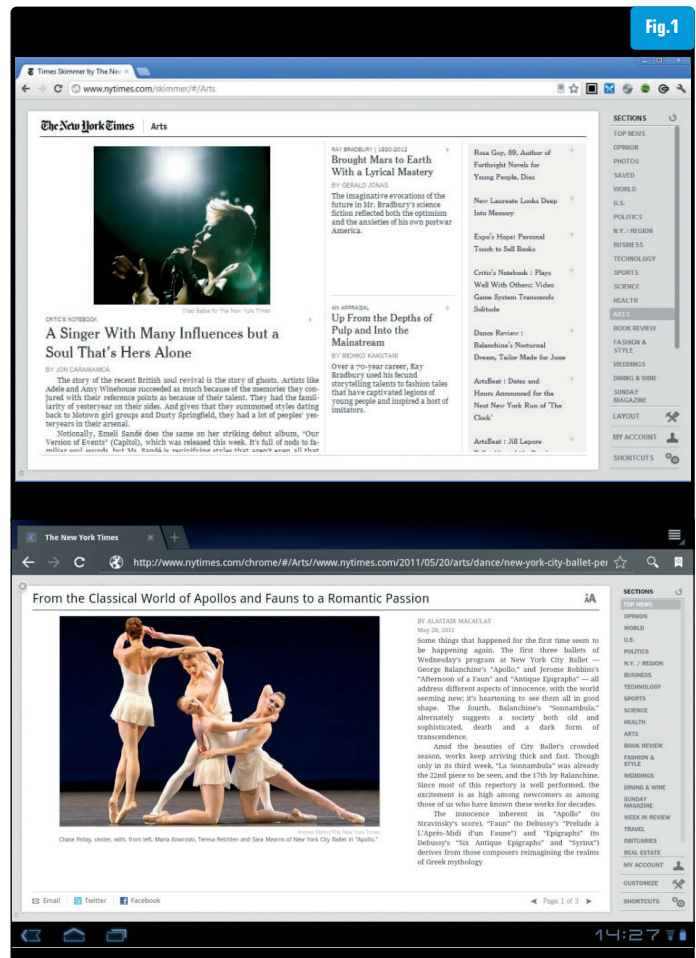 Fig.1
Times Skimmer by The Nev
www.nytimes.com/skimmer/#/Arts
The New York Times | Arts
Chad Batka for The New York Times
CRITIC'S NOTEBOOK
A Singer With Many Influences but a
Soul That's Hers Alone
BY JON CARAMANICA
The story of the recent British soul revival is the story of ghosts. Artists like
Adele and Amy Winehouse succeeded as much because of the memories they con-
jured with their reference points as because of their talent. They had the famil-
iarity of yesteryear on their sides. And given that they summoned styles dating
back to Motown girl groups and Dusty Springfield, they had a lot of peoples' yes-
teryears in their arsenal.
Notionally, Emeli Sandé does the same on her striking debut album, "Our
Version of Events" (Capitol), which was released this week. It's full of nods to fa-
miliar soul sounds, but Ms. Sandé is revivifying styles that aren't even all that
RAY BRADBURY | 1920-2012
Brought Mars to Earth
With a Lyrical Mastery
BY GERALD JONAS
The imaginative evocations of the
future in Mr. Bradbury's science
fiction reflected both the optimism
and the anxieties of his own postwar
America.
AN APPRAISAL
Up From the Depths of
Pulp and Into the
Mainstream
BY MICHIKO KAKUTANI
Over a 70-year career, Ray
Bradbury used his fecund
storytelling talents to fashion tales
that have captivated legions of
young people and inspired a host of
imitators.
Rosa Guy, 89, Author of
Forthright Novels for
Young People, Dies
New Laureate Looks Deep
Into Memory
Expo's Hope: Personal
Touch to Sell Books
Critic's Notebook : Plays
Well With Others: Video
Game System Transcends
Solitude
Dance Review :
Balanchine's Nocturnal
Dream, Tailor Made for June
ArtsBeat : Dates and
Hours Announced for the
Next New York Run of 'The
Clock'
ArtsBeat : Jill Lepore
SECTIONS
TOP NEWS
OPINION
PHOTOS
SAVED
WORLD
U.S.
POLITICS
N.Y. / REGION
BUSINESS
TECHNOLOGY
SPORTS
SCIENCE
HEALTH
ARTS
BOOK REVIEW
FASHION &
STYLE
WEDDINGS
DINING & WINE
SUNDAY
MAGAZINE
LAYOUT
MY ACCOUNT
SHORTCUTS
The New York Times
http://www.nytimes.com/chrome/#/Arts//www.nytimes.com/2011/05/20/arts/dance/new-york-city-ballet-per
From the Classical World of Apollos and Fauns to a Romantic Passion
AA
Andrea Mohin/The New York Times
Chase Finlay, center, with, from left, Maria Kowroski, Teresa Reichlen and Sara Mearns of New York City Ballet in "Apollo."
BY ALASTAIR MACAULAY
May 20, 2011
Some things that happened for the first time seem to
be happening again. The first three ballets of
Wednesday's program at New York City Ballet —
George Balanchine's "Apollo," and Jerome Robbins's
"Afternoon of a Faun" and "Antique Epigraphs" — all
address different aspects of innocence, with the world
seeming new; it's heartening to see them all in good
shape. The fourth, Balanchine's "Sonnambula,"
alternately suggests a society both old and
sophisticated, death and a dark form of
transcendence.
Amid the beauties of City Ballet's crowded
season, works keep arriving thick and fast. Though
only in its third week, "La Sonnambula" was already
the 22nd piece to be seen, and the 17th by Balanchine.
Since most of this repertory is well performed, the
excitement is as high among newcomers as among
those of us who have known these works for decades.
The innocence inherent in "Apollo" (to
Stravinsky's score), "Faun" (to Debussy's "Prelude à
L'Après-Midi d'un Faune") and "Epigraphs" (to
Debussy's "Six Antique Epigraphs" and "Syrinx")
derives from those composers reimagining the realms
of Greek mythology
Email Twitter Facebook
Page 1 of 3
SECTIONS
TOP NEWS
OPINION
WORLD
U.S.
POLITICS
N.Y. / REGION
BUSINESS
TECHNOLOGY
SPORTS
SCIENCE
HEALTH
ARTS
BOOK REVIEW
FASHION &
STYLE
WEDDINGS
DINING & WINE
SUNDAY
MAGAZINE
WEEK IN REVIEW
TRAVEL
OBITUARIES
REAL ESTATE
MY ACCOUNT
CUSTOMIZE
SHORTCUTS
14:27